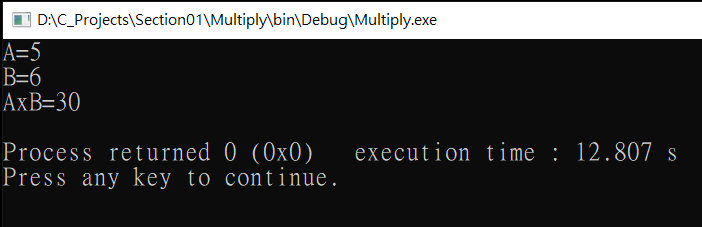 D:\C_Projects\Section01\Multiply\bin\Debug\Multiply.exe
A=5
B=6
AxB=30
Process returned 0 (0x0)   execution time : 12.807 s
Press any key to continue.